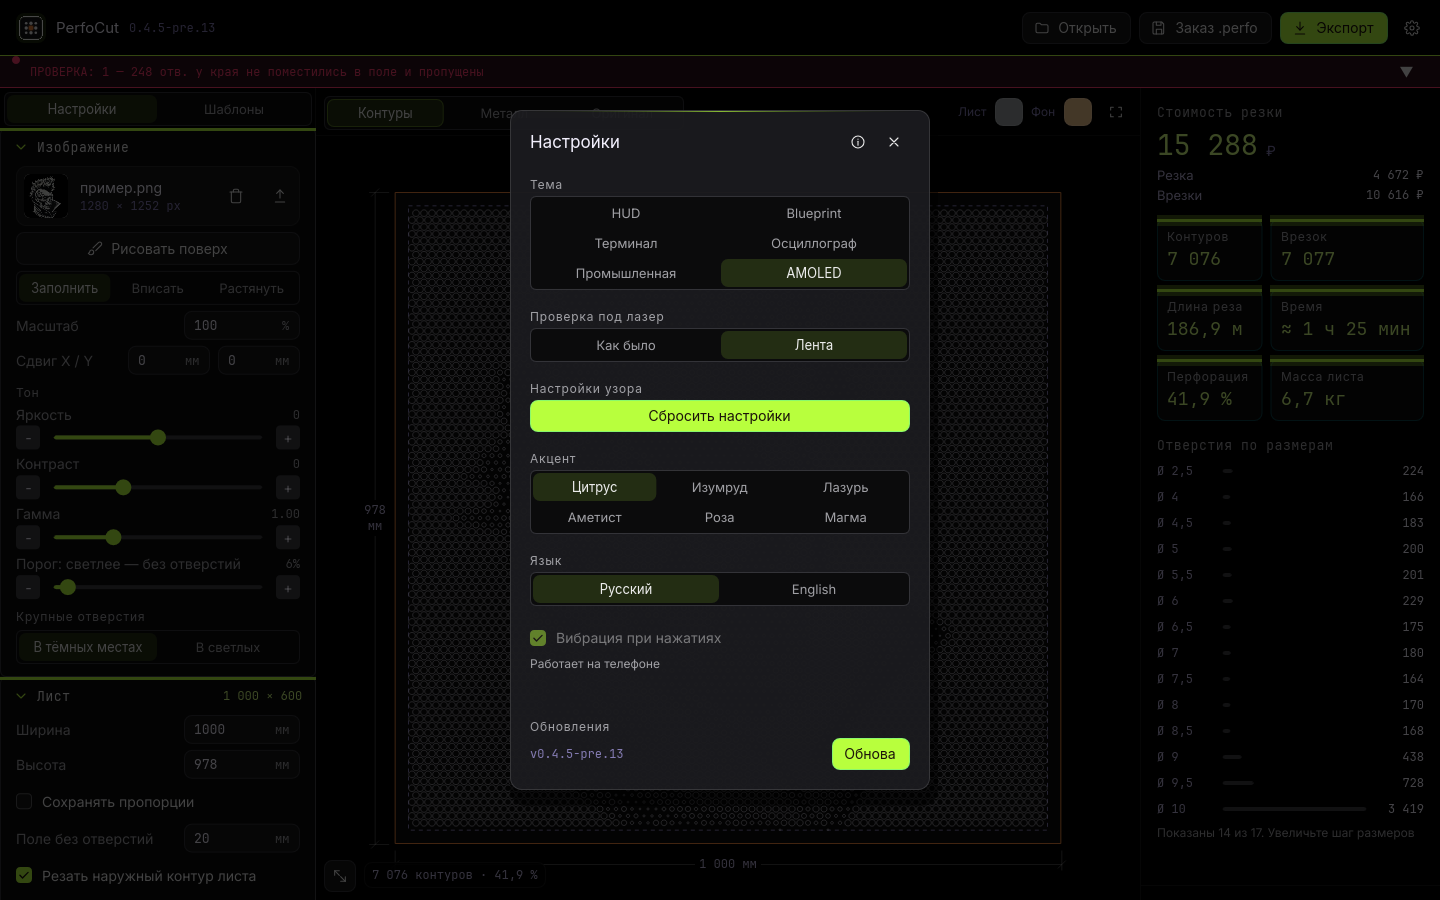 PerfoCut 0.4.5-pre.13
Открыть
Заказ .perfo
Экспорт
ПРОВЕРКА: 1 — 248 отв. у края не поместились в поле и пропущены
Настройки
Шаблоны
Изображение
пример.png
1280 × 1252 px
Рисовать поверх
Заполнить
Вписать
Растянуть
Масштаб
100 %
Сдвиг X / Y
0 мм
0 мм
Тон
Яркость 0
- +
Контраст 0
- +
Гамма 1.00
- +
Порог: светлее — без отверстий 6%
- +
Крупные отверстия
В тёмных местах
В светлых
Лист 1 000 × 600
Ширина 1000 мм
Высота 978 мм
Сохранять пропорции
Поле без отверстий 20 мм
Резать наружный контур листа
Контуры
Лист
Фон
978
мм
1 000 мм
7 076 контуров · 41,9 %
Настройки
Тема
HUD
Blueprint
Терминал
Осциллограф
Промышленная
AMOLED
Проверка под лазер
Как было
Лента
Настройки узора
Сбросить настройки
Акцент
Цитрус
Изумруд
Лазурь
Аметист
Роза
Магма
Язык
Русский
English
Вибрация при нажатиях
Работает на телефоне
Обновления
v0.4.5-pre.13
Обнова
Стоимость резки
15 288 ₽
Резка 4 672 ₽
Врезки 10 616 ₽
Контуров
7 076
Врезок
7 077
Длина реза
186,9 м
Время
≈ 1 ч 25 мин
Перфорация
41,9 %
Масса листа
6,7 кг
Отверстия по размерам
Ø 2,5 224
Ø 4 166
Ø 4,5 183
Ø 5 200
Ø 5,5 201
Ø 6 229
Ø 6,5 175
Ø 7 180
Ø 7,5 164
Ø 8 170
Ø 8,5 168
Ø 9 438
Ø 9,5 728
Ø 10 3 419
Показаны 14 из 17. Увеличьте шаг размеров